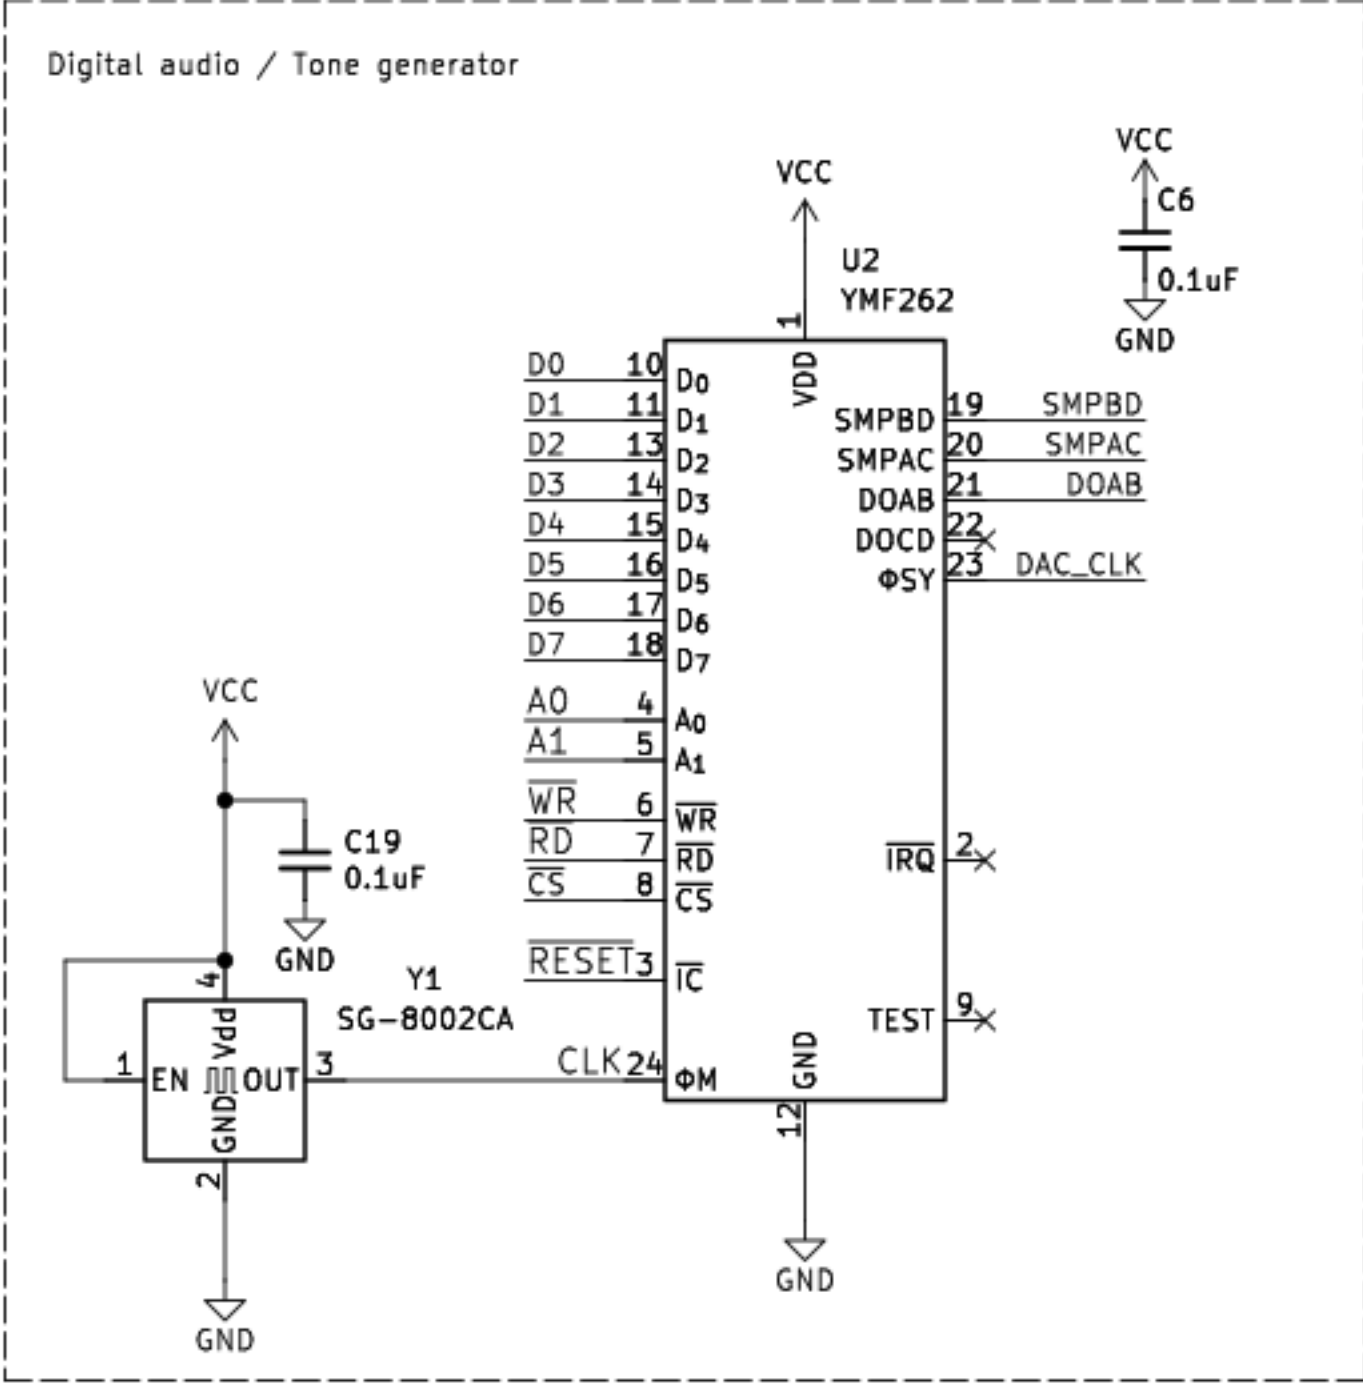 Digital audio / Tone generator
VCC
C6
0.1uF
GND
VCC
U2
YMF262
1
VDD
D0 10 D0
D1 11 D1
D2 13 D2
D3 14 D3
D4 15 D4
D5 16 D5
D6 17 D6
D7 18 D7
A0 4 A0
A1 5 A1
WR 6 WR
RD 7 RD
CS 8 CS
RESET 3 IC
CLK 24 ΦM
SMPBD 19 SMPBD
SMPAC 20 SMPAC
DOAB 21 DOAB
DOCD 22
ΦSY 23 DAC_CLK
IRQ 2
TEST 9
GND
12
GND
VCC
C19
0.1uF
GND
Y1
SG-8002CA
4
Vdd
1 EN OUT 3
GND
2
GND